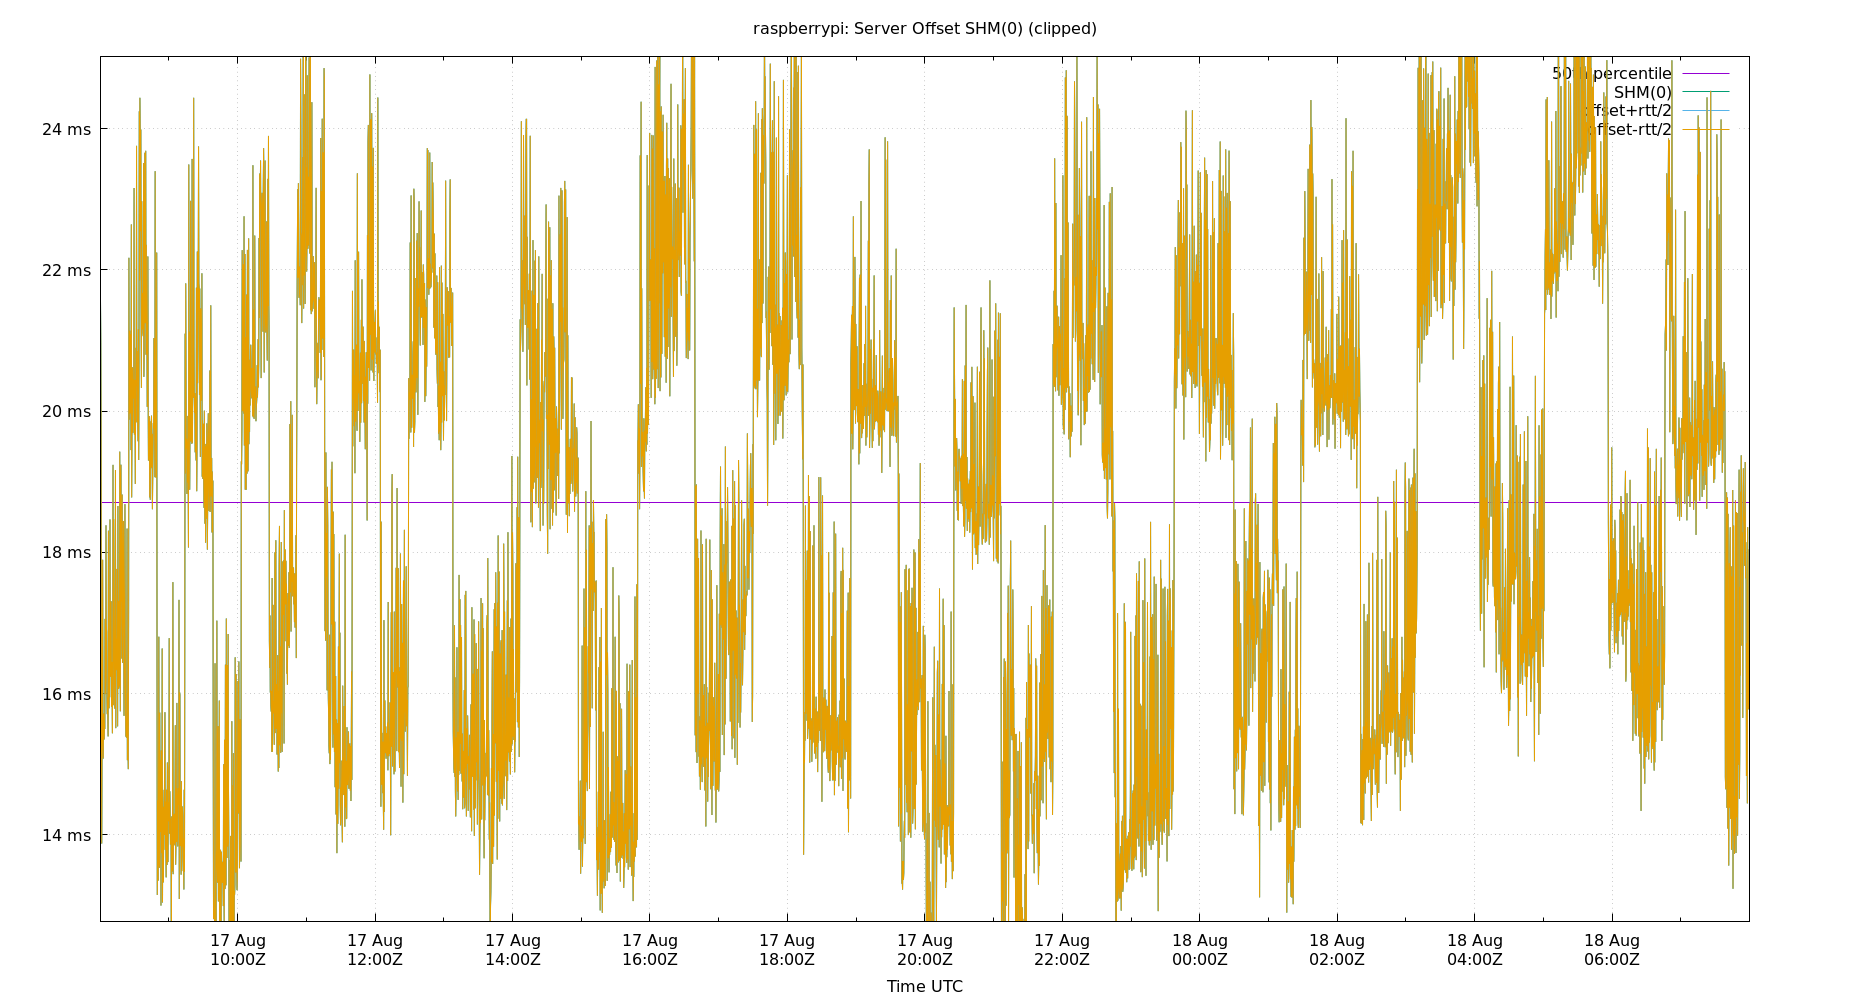 raspberrypi: Server Offset SHM(0) (clipped)
50th percentile
SHM(0)
offset+rtt/2
offset-rtt/2
24 ms
22 ms
20 ms
18 ms
16 ms
14 ms
17 Aug 17 Aug 17 Aug 17 Aug 17 Aug 17 Aug 17 Aug 18 Aug 18 Aug 18 Aug 18 Aug
10:00Z 12:00Z 14:00Z 16:00Z 18:00Z 20:00Z 22:00Z 00:00Z 02:00Z 04:00Z 06:00Z
Time UTC